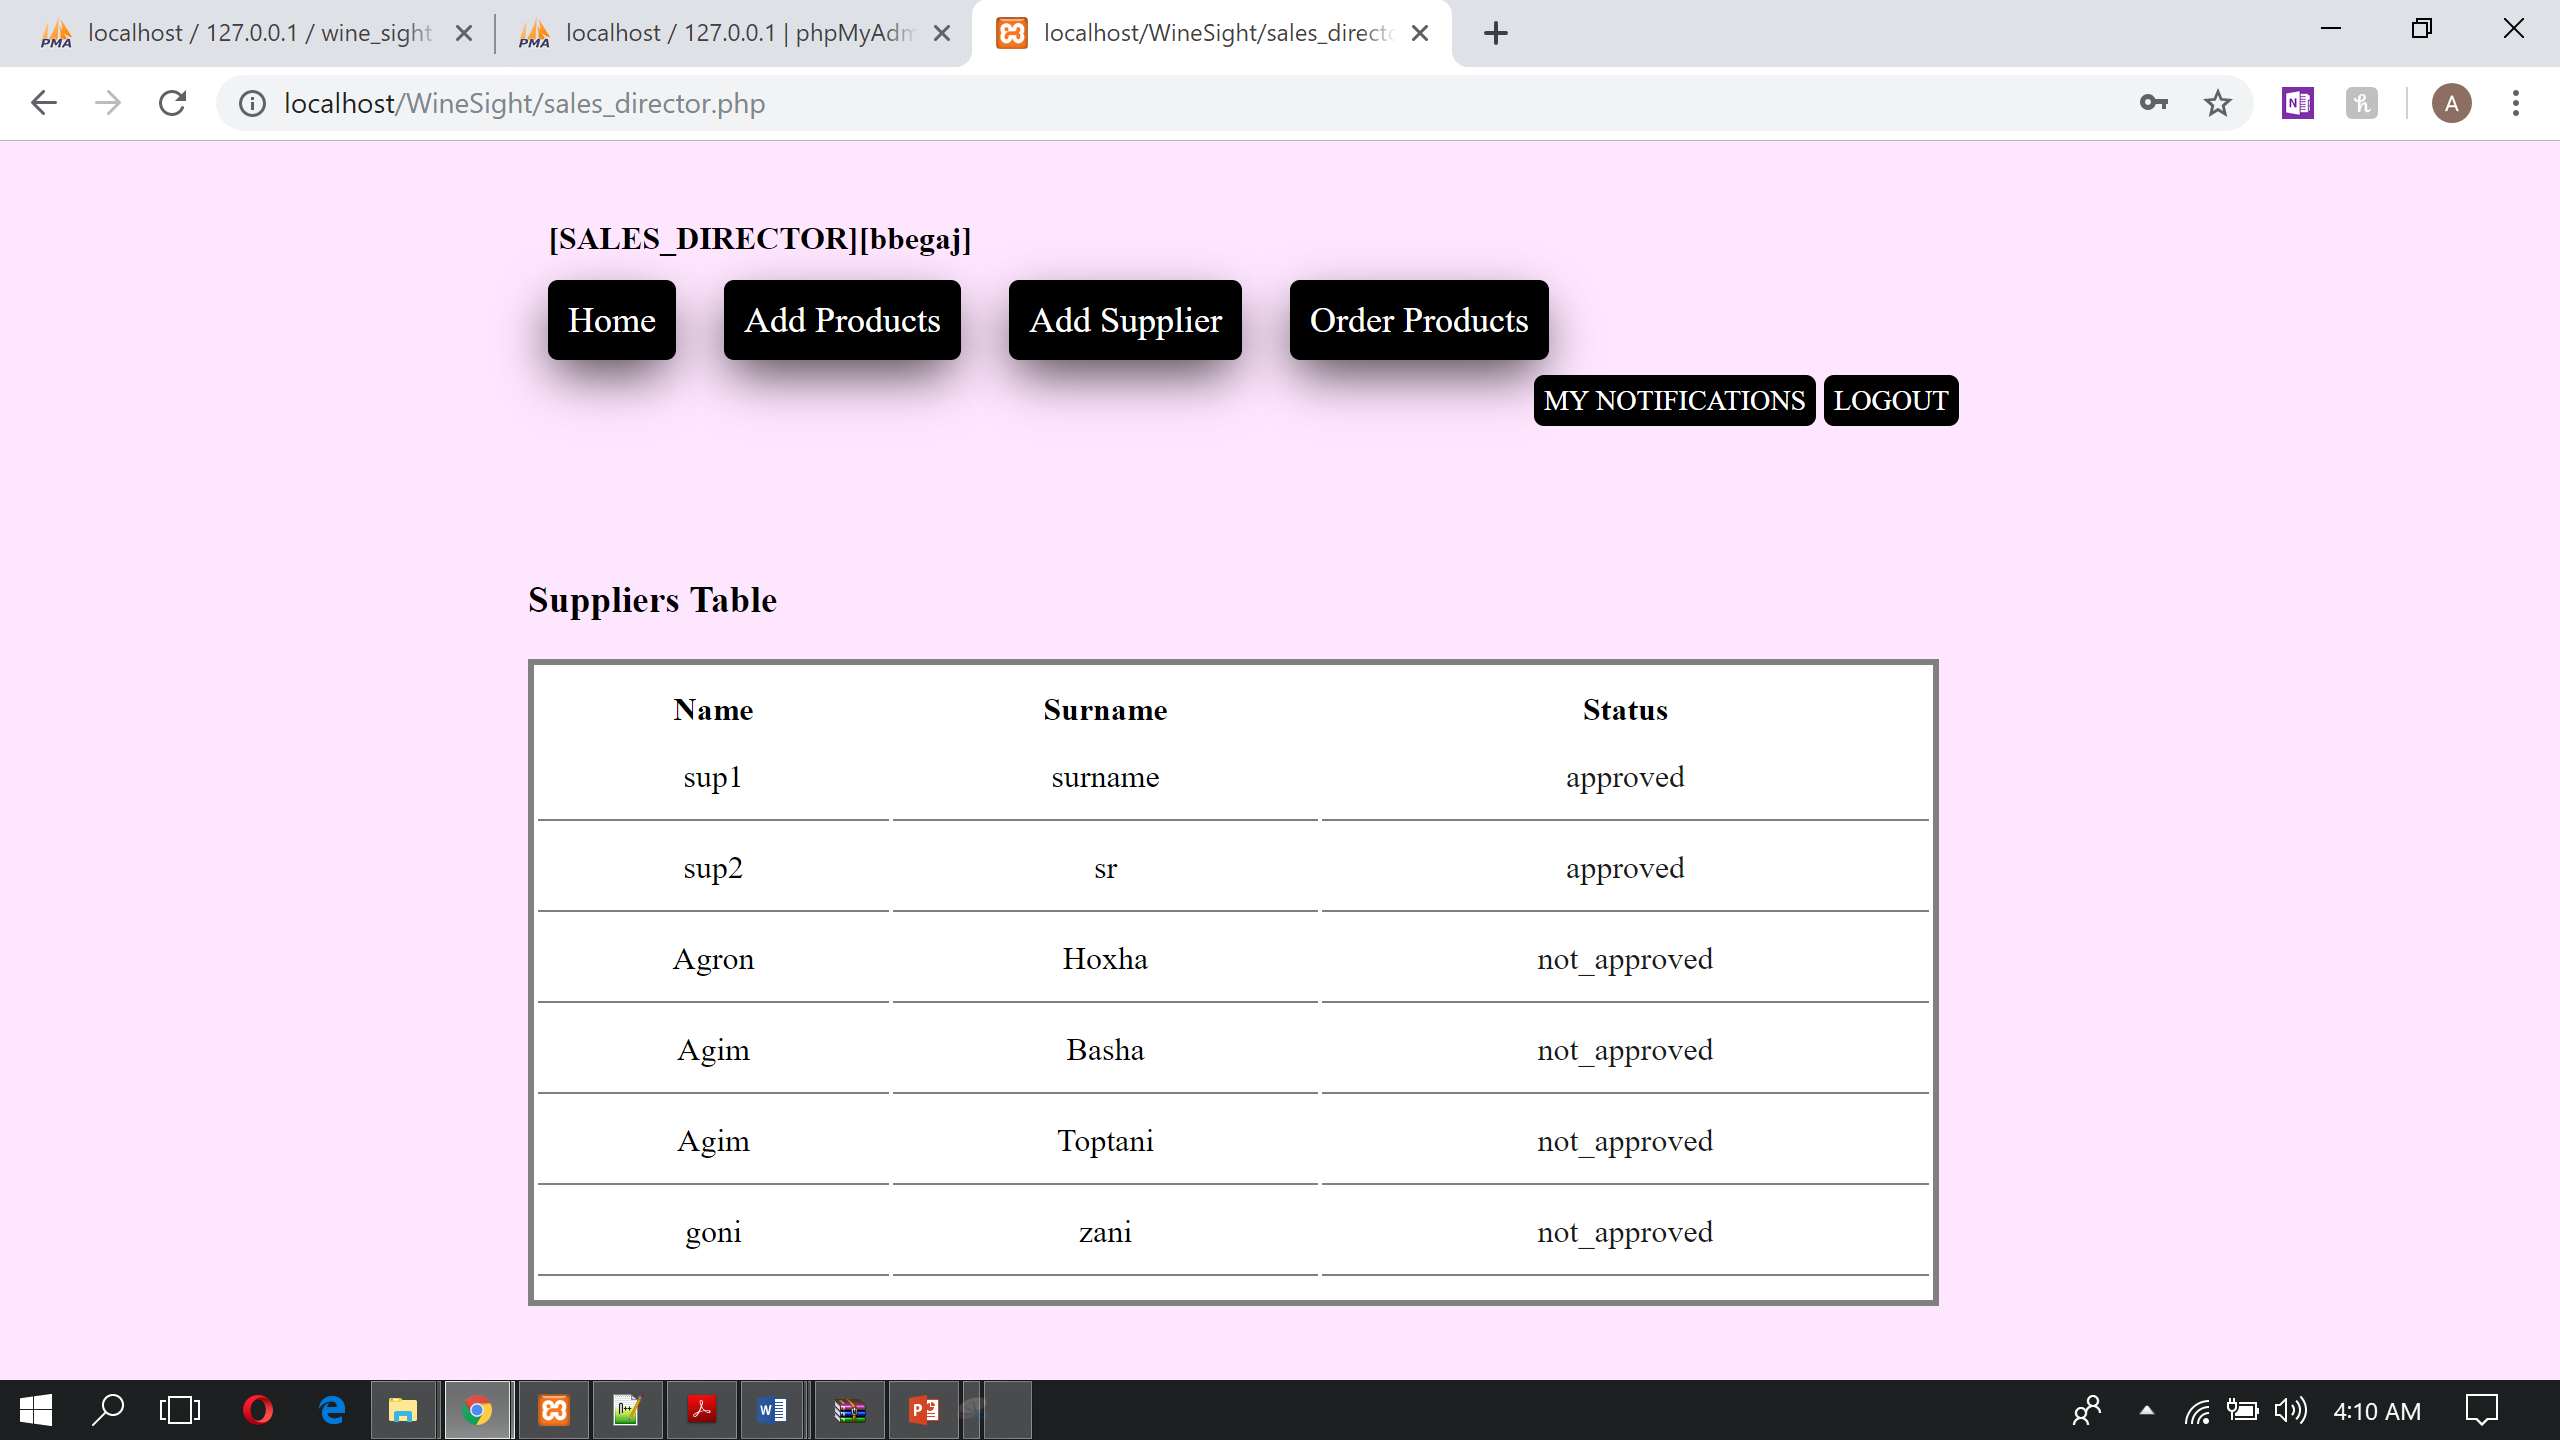 localhost / 127.0.0.1 / wine_sight
localhost / 127.0.0.1 | phpMyAdm
localhost/WineSight/sales_directo
localhost/WineSight/sales_director.php
A
[SALES_DIRECTOR][bbegaj]
Home Add Products Add Supplier Order Products
MY NOTIFICATIONS LOGOUT
Suppliers Table
Name Surname Status
sup1 surname approved
sup2 sr approved
Agron Hoxha not_approved
Agim Basha not_approved
Agim Toptani not_approved
goni zani not_approved
4:10 AM